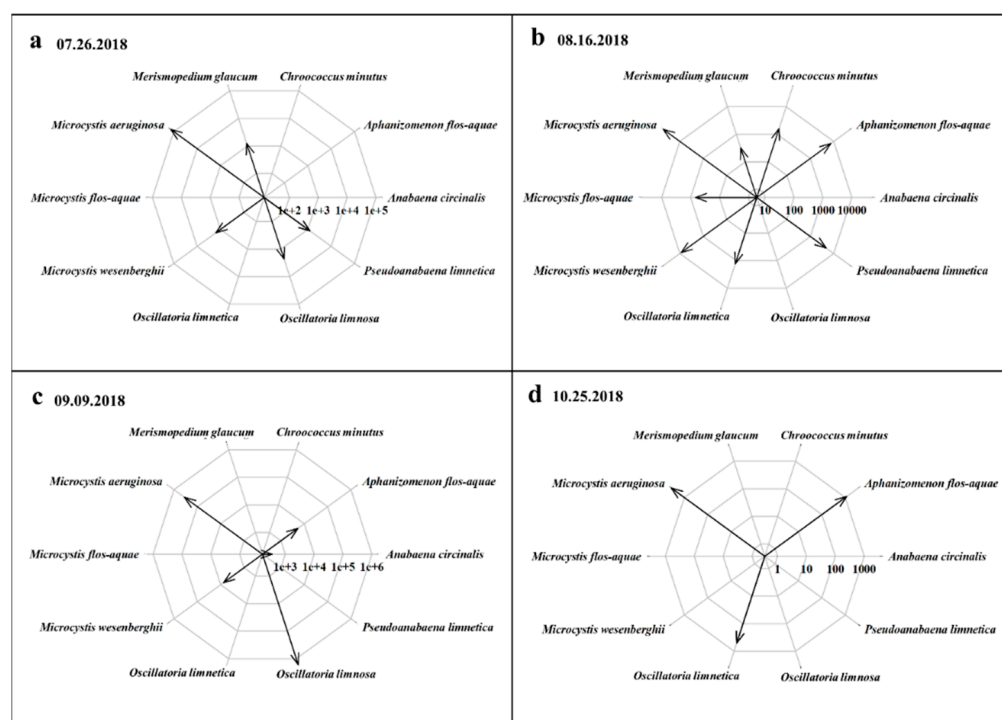 a 07.26.2018
Merismopedium glaucum Chroococcus minutus
Microcystis aeruginosa Aphanizomenon flos-aquae
Microcystis flos-aquae Anabaena circinalis
1e+2 1e+3 1e+4 1e+5
Microcystis wesenberghii Pseudoanabaena limnetica
Oscillatoria limnetica Oscillatoria limnosa
b 08.16.2018
Merismopedium glaucum Chroococcus minutus
Microcystis aeruginosa Aphanizomenon flos-aquae
Microcystis flos-aquae Anabaena circinalis
10 100 1000 10000
Microcystis wesenberghii Pseudoanabaena limnetica
Oscillatoria limnetica Oscillatoria limnosa
c 09.09.2018
Merismopedium glaucum Chroococcus minutus
Microcystis aeruginosa Aphanizomenon flos-aquae
Microcystis flos-aquae Anabaena circinalis
1e+3 1e+4 1e+5 1e+6
Microcystis wesenberghii Pseudoanabaena limnetica
Oscillatoria limnetica Oscillatoria limnosa
d 10.25.2018
Merismopedium glaucum Chroococcus minutus
Microcystis aeruginosa Aphanizomenon flos-aquae
Microcystis flos-aquae Anabaena circinalis
1 10 100 1000
Microcystis wesenberghii Pseudoanabaena limnetica
Oscillatoria limnetica Oscillatoria limnosa